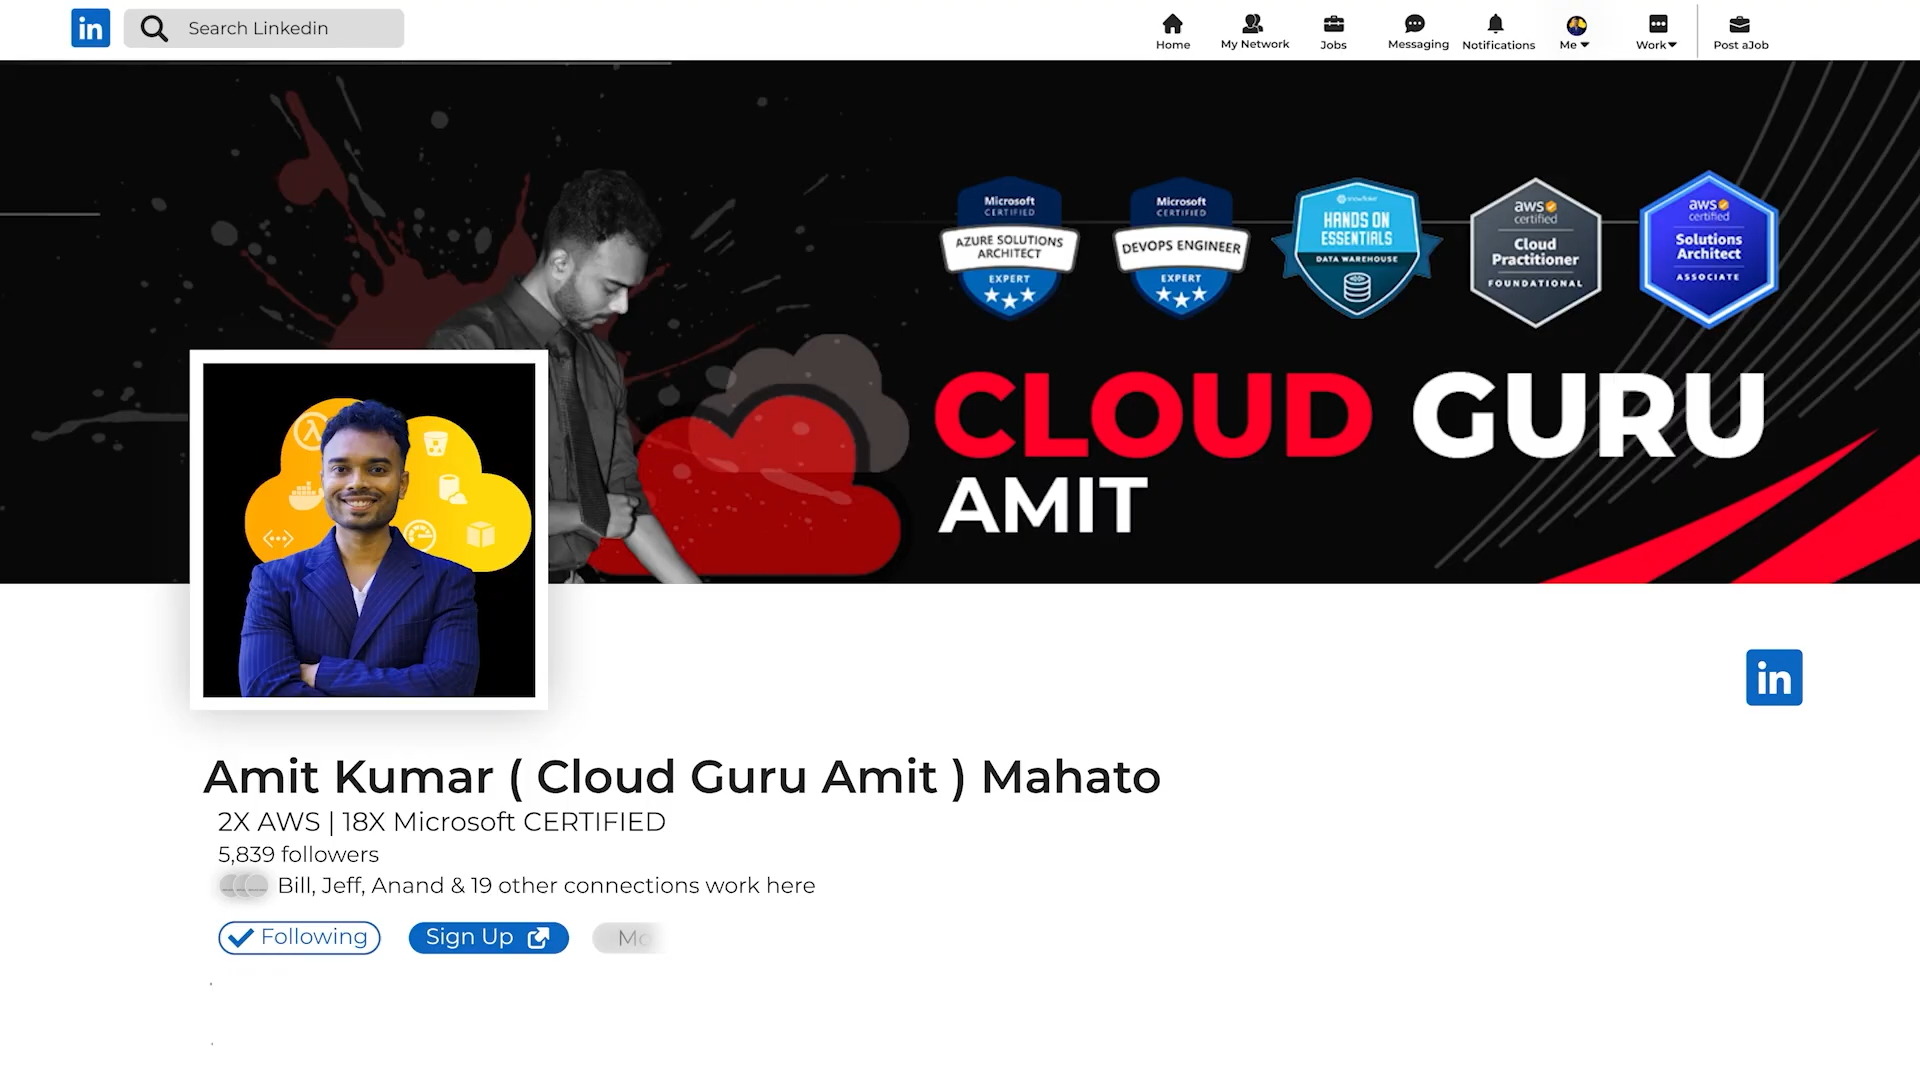 in Search Linkedin
Home My Network Jobs Messaging Notifications Me Work Post aJob
Microsoft
CERTIFIED
AZURE SOLUTIONS
ARCHITECT
EXPERT
Microsoft
CERTIFIED
DEVOPS ENGINEER
EXPERT
snowflake
HANDS ON
ESSENTIALS
DATA WAREHOUSE
aws
certified
Cloud
Practitioner
FOUNDATIONAL
aws
certified
Solutions
Architect
ASSOCIATE
CLOUD GURU
AMIT
in
Amit Kumar ( Cloud Guru Amit ) Mahato
2X AWS | 18X Microsoft CERTIFIED
5,839 followers
Bill, Jeff, Anand & 19 other connections work here
Following Sign Up